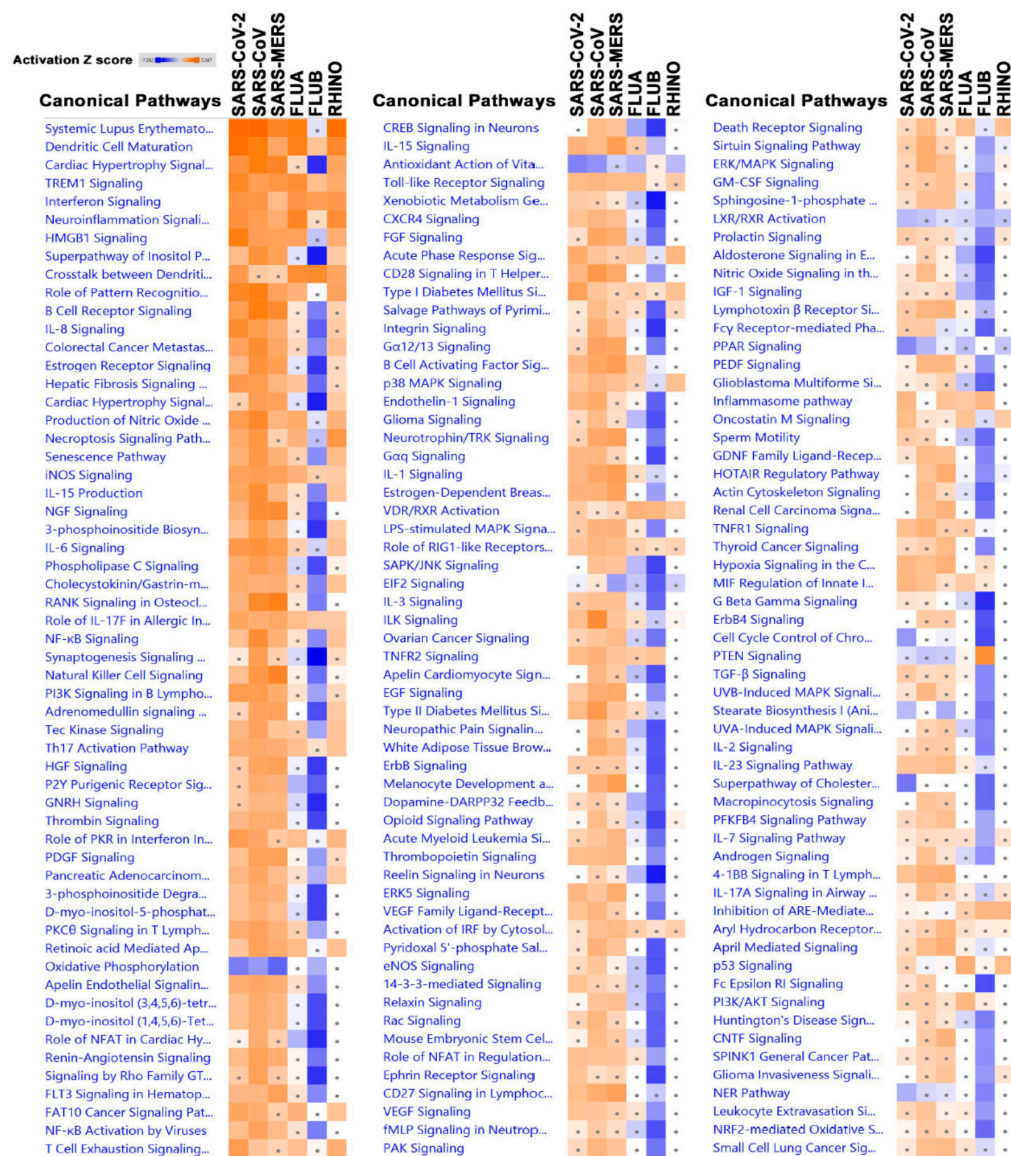 Activation Z score
Canonical Pathways
SARS-CoV-2
SARS-CoV
SARS-MERS
FLUA
FLUB
RHINO
Systemic Lupus Erythemato...
Dendritic Cell Maturation
Cardiac Hypertrophy Signal...
TREM1 Signaling
Interferon Signaling
Neuroinflammation Signali...
HMGB1 Signaling
Superpathway of Inositol P...
Crosstalk between Dendriti...
Role of Pattern Recognitio...
B Cell Receptor Signaling
IL-8 Signaling
Colorectal Cancer Metastas...
Estrogen Receptor Signaling
Hepatic Fibrosis Signaling ...
Cardiac Hypertrophy Signal...
Production of Nitric Oxide ...
Necroptosis Signaling Path...
Senescence Pathway
iNOS Signaling
IL-15 Production
NGF Signaling
3-phosphoinositide Biosyn...
IL-6 Signaling
Phospholipase C Signaling
Cholecystokinin/Gastrin-m...
RANK Signaling in Osteocl...
Role of IL-17F in Allergic In...
NF-κB Signaling
Synaptogenesis Signaling ...
Natural Killer Cell Signaling
PI3K Signaling in B Lympho...
Adrenomedullin signaling ...
Tec Kinase Signaling
Th17 Activation Pathway
HGF Signaling
P2Y Purigenic Receptor Sig...
GNRH Signaling
Thrombin Signaling
Role of PKR in Interferon In...
PDGF Signaling
Pancreatic Adenocarcinom...
3-phosphoinositide Degra...
D-myo-inositol-5-phosphat...
PKCθ Signaling in T Lymph...
Retinoic acid Mediated Ap...
Oxidative Phosphorylation
Apelin Endothelial Signalin...
D-myo-inositol (3,4,5,6)-tetr...
D-myo-inositol (1,4,5,6)-Tet...
Role of NFAT in Cardiac Hy...
Renin-Angiotensin Signaling
Signaling by Rho Family GT...
FLT3 Signaling in Hematop...
FAT10 Cancer Signaling Pat...
NF-κB Activation by Viruses
T Cell Exhaustion Signaling...
Canonical Pathways
SARS-CoV-2
SARS-CoV
SARS-MERS
FLUA
FLUB
RHINO
CREB Signaling in Neurons
IL-15 Signaling
Antioxidant Action of Vita...
Toll-like Receptor Signaling
Xenobiotic Metabolism Ge...
CXCR4 Signaling
FGF Signaling
Acute Phase Response Sig...
CD28 Signaling in T Helper...
Type I Diabetes Mellitus Si...
Salvage Pathways of Pyrimi...
Integrin Signaling
Gα12/13 Signaling
B Cell Activating Factor Sig...
p38 MAPK Signaling
Endothelin-1 Signaling
Glioma Signaling
Neurotrophin/TRK Signaling
Gαq Signaling
IL-1 Signaling
Estrogen-Dependent Breas...
VDR/RXR Activation
LPS-stimulated MAPK Signa...
Role of RIG1-like Receptors...
SAPK/JNK Signaling
EIF2 Signaling
IL-3 Signaling
ILK Signaling
Ovarian Cancer Signaling
TNFR2 Signaling
Apelin Cardiomyocyte Sign...
EGF Signaling
Type II Diabetes Mellitus Si...
Neuropathic Pain Signalin...
White Adipose Tissue Brow...
ErbB Signaling
Melanocyte Development a...
Dopamine-DARPP32 Feedb...
Opioid Signaling Pathway
Acute Myeloid Leukemia Si...
Thrombopoietin Signaling
Reelin Signaling in Neurons
ERK5 Signaling
VEGF Family Ligand-Recept...
Activation of IRF by Cytosol...
Pyridoxal 5'-phosphate Sal...
eNOS Signaling
14-3-3-mediated Signaling
Relaxin Signaling
Rac Signaling
Mouse Embryonic Stem Cel...
Role of NFAT in Regulation...
Ephrin Receptor Signaling
CD27 Signaling in Lymphoc...
VEGF Signaling
fMLP Signaling in Neutrop...
PAK Signaling
Canonical Pathways
SARS-CoV-2
SARS-CoV
SARS-MERS
FLUA
FLUB
RHINO
Death Receptor Signaling
Sirtuin Signaling Pathway
ERK/MAPK Signaling
GM-CSF Signaling
Sphingosine-1-phosphate ...
LXR/RXR Activation
Prolactin Signaling
Aldosterone Signaling in E...
Nitric Oxide Signaling in th...
IGF-1 Signaling
Lymphotoxin β Receptor Si...
Fcγ Receptor-mediated Pha...
PPAR Signaling
PEDF Signaling
Glioblastoma Multiforme Si...
Inflammasome pathway
Oncostatin M Signaling
Sperm Motility
GDNF Family Ligand-Recep...
HOTAIR Regulatory Pathway
Actin Cytoskeleton Signaling
Renal Cell Carcinoma Signa...
TNFR1 Signaling
Thyroid Cancer Signaling
Hypoxia Signaling in the C...
MIF Regulation of Innate I...
G Beta Gamma Signaling
ErbB4 Signaling
Cell Cycle Control of Chro...
PTEN Signaling
TGF-β Signaling
UVB-Induced MAPK Signali...
Stearate Biosynthesis I (Ani...
UVA-Induced MAPK Signali...
IL-2 Signaling
IL-23 Signaling Pathway
Superpathway of Cholester...
Macropinocytosis Signaling
PFKFB4 Signaling Pathway
IL-7 Signaling Pathway
Androgen Signaling
4-1BB Signaling in T Lymph...
IL-17A Signaling in Airway ...
Inhibition of ARE-Mediate...
Aryl Hydrocarbon Receptor...
April Mediated Signaling
p53 Signaling
Fc Epsilon RI Signaling
PI3K/AKT Signaling
Huntington's Disease Sign...
CNTF Signaling
SPINK1 General Cancer Pat...
Glioma Invasiveness Signali...
NER Pathway
Leukocyte Extravasation Si...
NRF2-mediated Oxidative S...
Small Cell Lung Cancer Sig...